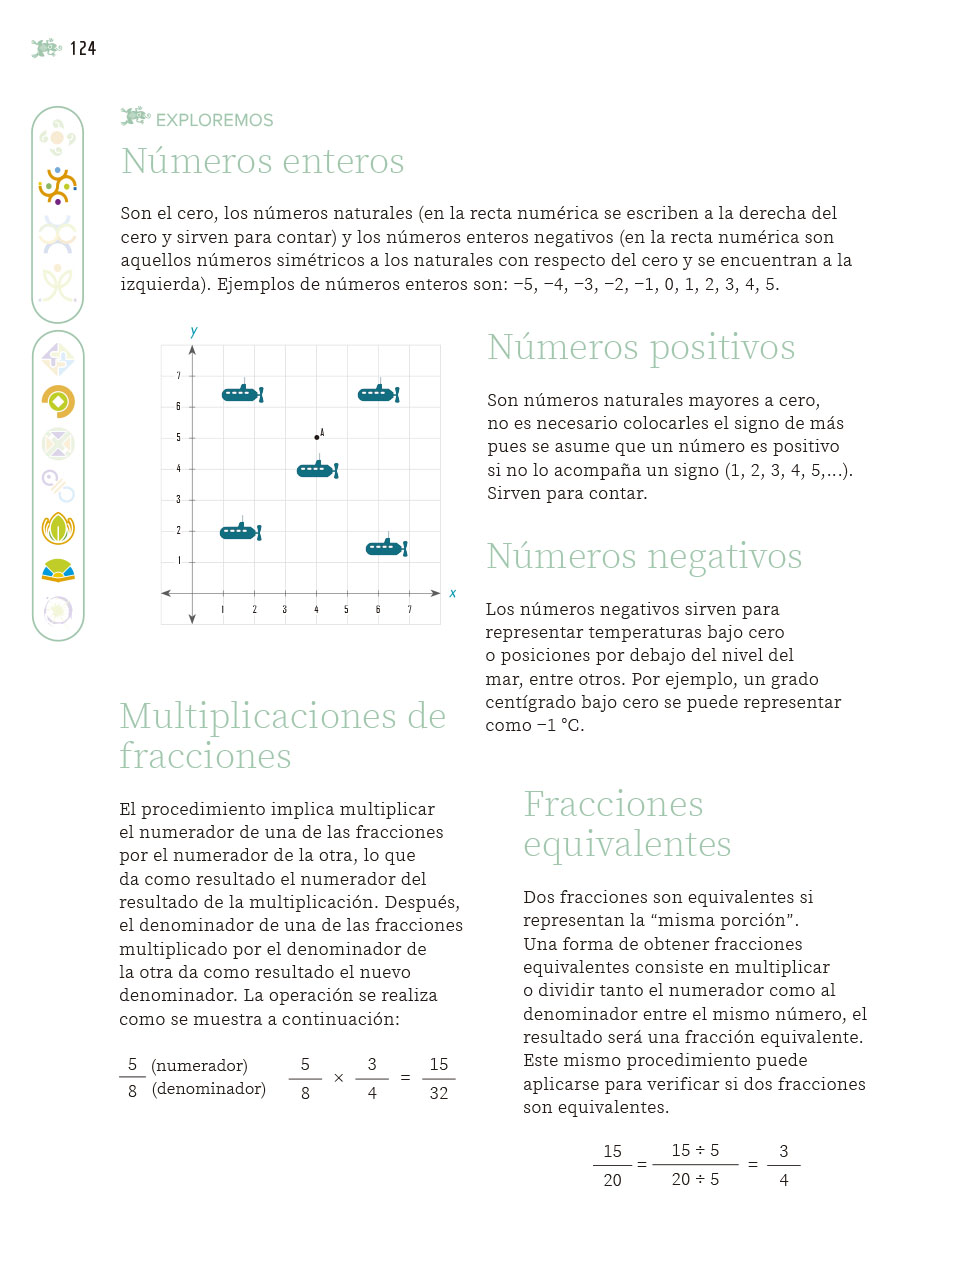 124
EXPLOREMOS
Números enteros
Son el cero, los números naturales (en la recta numérica se escriben a la derecha del
cero y sirven para contar) y los números enteros negativos (en la recta numérica son
aquellos números simétricos a los naturales con respecto del cero y se encuentran a la
izquierda). Ejemplos de números enteros son: −5, −4, −3, −2, −1, 0, 1, 2, 3, 4, 5.
y
7
6
5
4
3
2
1
A
1 2 3 4 5 6 7
x
Números positivos
Son números naturales mayores a cero,
no es necesario colocarles el signo de más
pues se asume que un número es positivo
si no lo acompaña un signo (1, 2, 3, 4, 5,...).
Sirven para contar.
Números negativos
Los números negativos sirven para
representar temperaturas bajo cero
o posiciones por debajo del nivel del
mar, entre otros. Por ejemplo, un grado
centígrado bajo cero se puede representar
como −1 °C.
Multiplicaciones de
fracciones
El procedimiento implica multiplicar
el numerador de una de las fracciones
por el numerador de la otra, lo que
da como resultado el numerador del
resultado de la multiplicación. Después,
el denominador de una de las fracciones
multiplicado por el denominador de
la otra da como resultado el nuevo
denominador. La operación se realiza
como se muestra a continuación:
5 (numerador) 5 3 15
× =
8 (denominador) 8 4 32
Fracciones
equivalentes
Dos fracciones son equivalentes si
representan la “misma porción”.
Una forma de obtener fracciones
equivalentes consiste en multiplicar
o dividir tanto el numerador como al
denominador entre el mismo número, el
resultado será una fracción equivalente.
Este mismo procedimiento puede
aplicarse para verificar si dos fracciones
son equivalentes.
15 15 ÷ 5 3
= =
20 20 ÷ 5 4